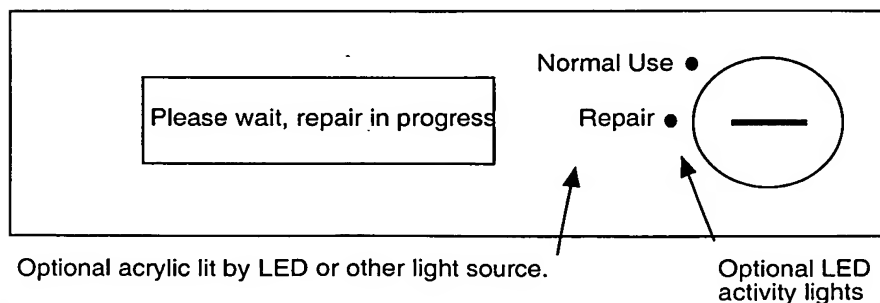 Normal Use
Please wait, repair in progress
Repair
Optional acrylic lit by LED or other light source.
Optional LED
activity lights